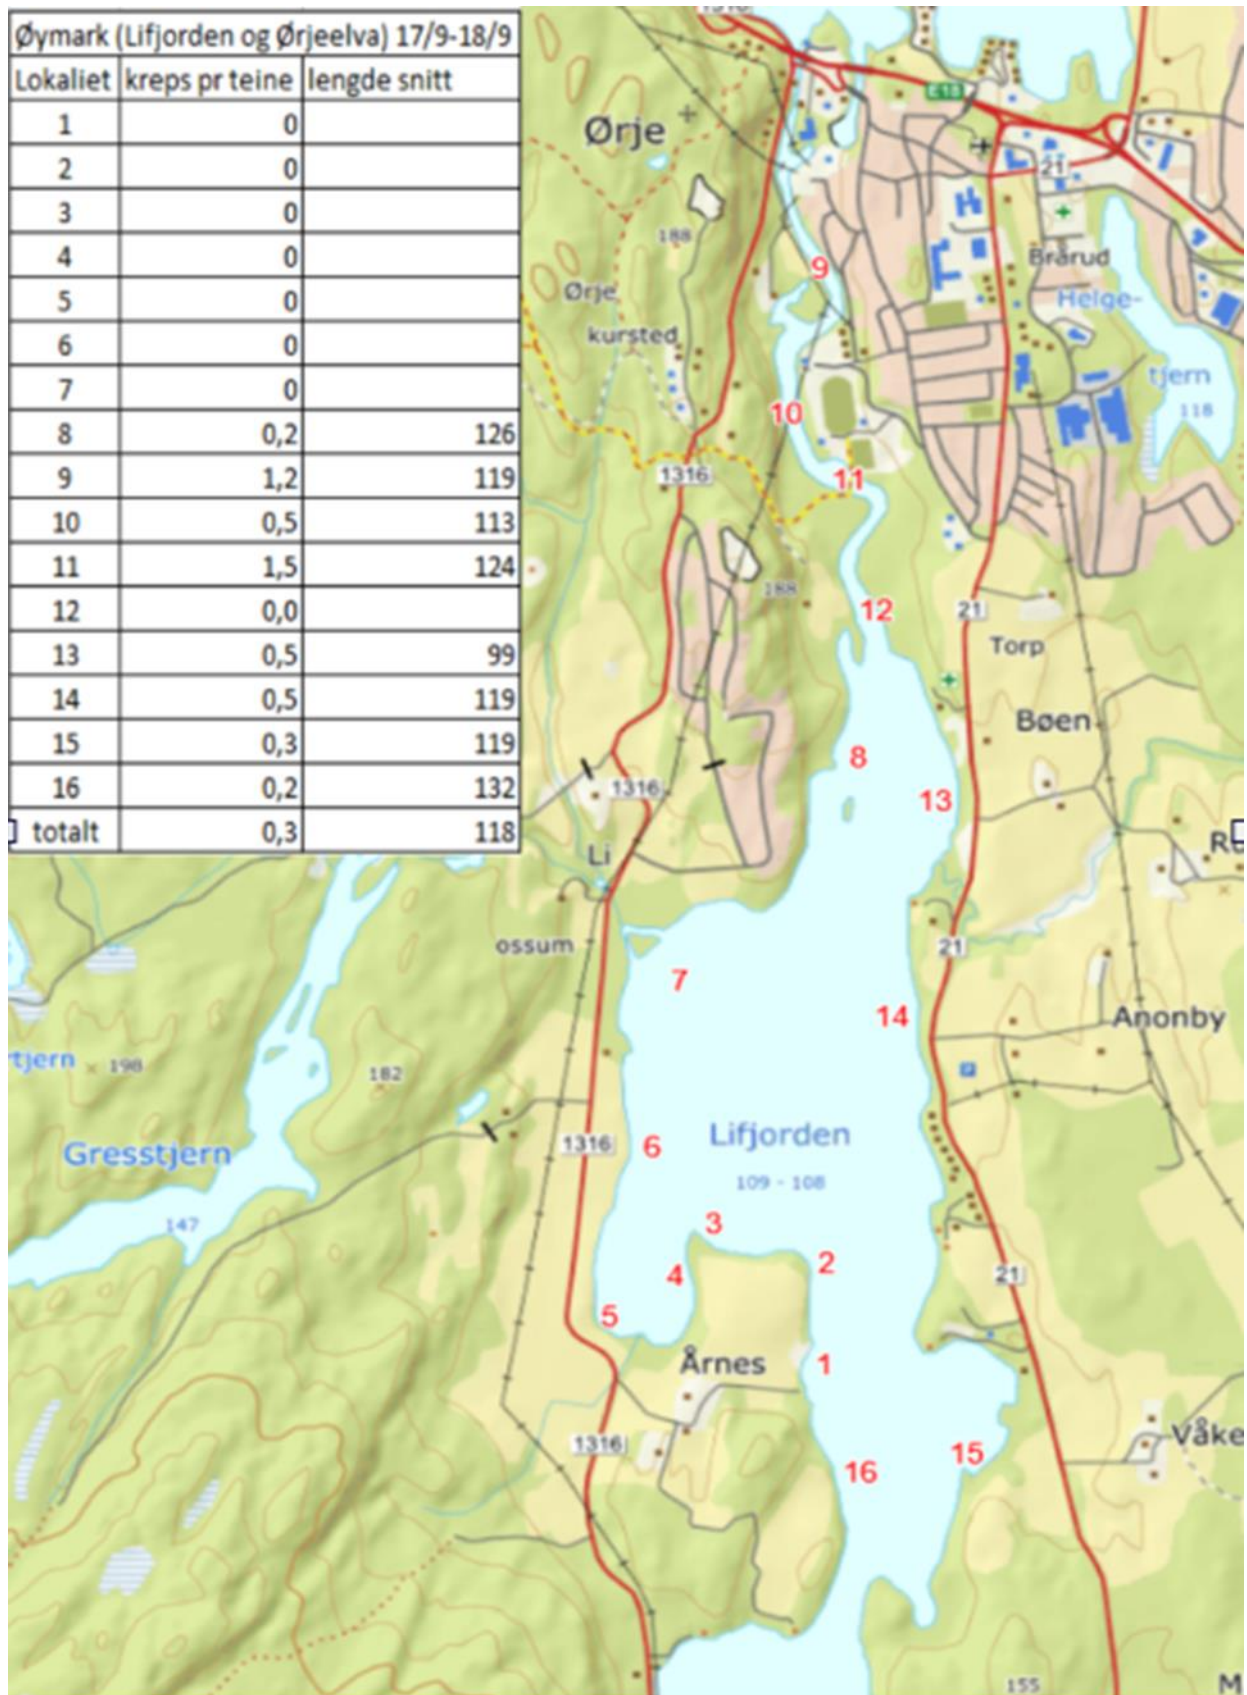 Øymark (Lifjorden og Ørjeelva) 17/9-18/9
Lokaliet kreps pr teine lengde snitt
1 0
2 0
3 0
4 0
5 0
6 0
7 0
8 0,2 126
9 1,2 119
10 0,5 113
11 1,5 124
12 0,0
13 0,5 99
14 0,5 119
15 0,3 119
16 0,2 132
totalt 0,3 118
E18
Ørje
21
188
Brårud
9
Ørje
kursted
Helge-
tjern
118
10
1316
11
188
12
21
Torp
Bøen
8
1316
13
Li
ossum
21
7
14
Anonby
tjern
198
182
Gresstjern
147
1316
6
Lifjorden
109 - 108
3
2
4
21
5
Årnes
1
1316
16
15
Våke
155
M